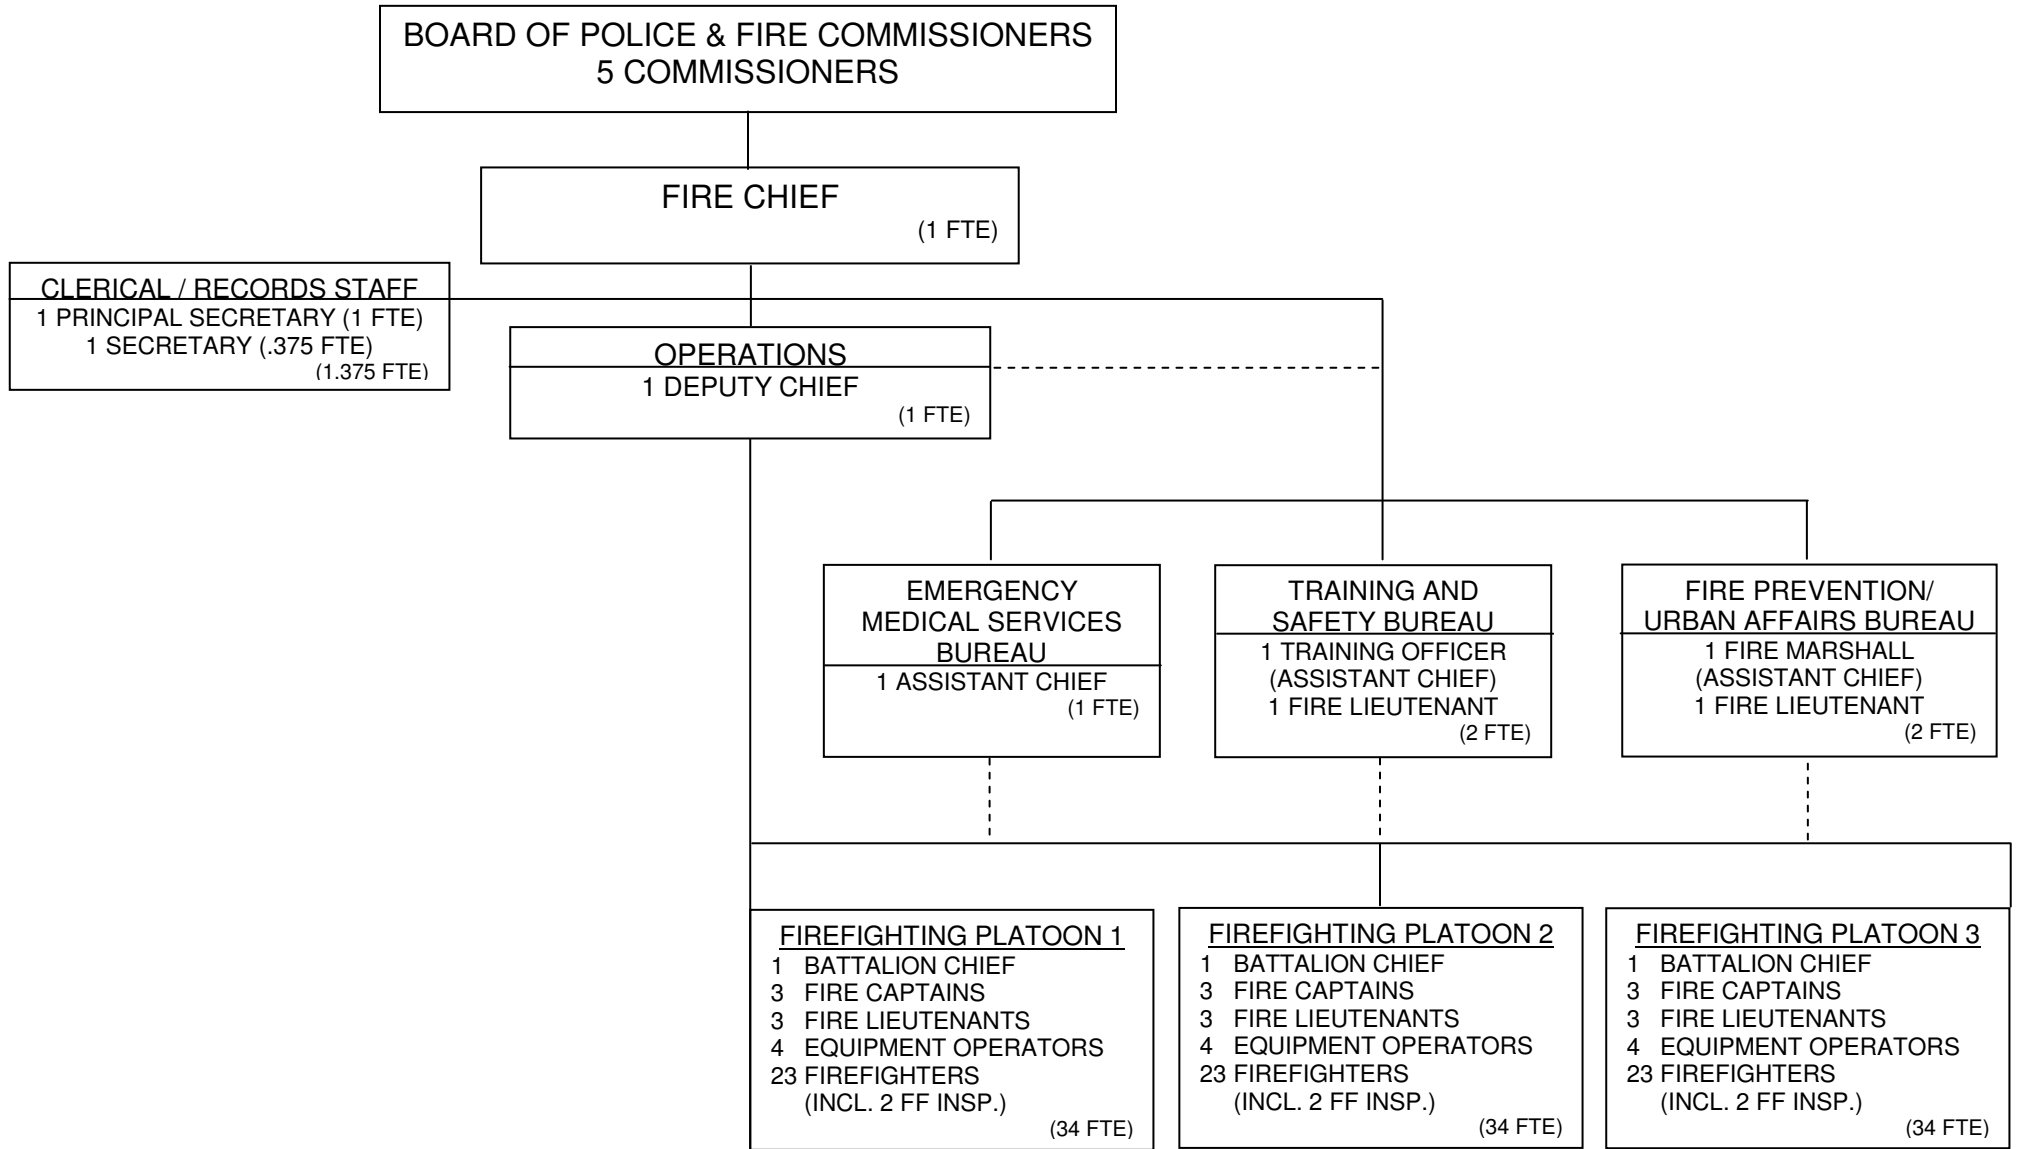 BOARD OF POLICE & FIRE COMMISSIONERS
5 COMMISSIONERS
FIRE CHIEF
(1 FTE)
CLERICAL / RECORDS STAFF
1 PRINCIPAL SECRETARY (1 FTE)
1 SECRETARY (.375 FTE)
(1.375 FTE)
OPERATIONS
1 DEPUTY CHIEF
(1 FTE)
EMERGENCY
MEDICAL SERVICES
BUREAU
1 ASSISTANT CHIEF
(1 FTE)
TRAINING AND
SAFETY BUREAU
1 TRAINING OFFICER
(ASSISTANT CHIEF)
1 FIRE LIEUTENANT
(2 FTE)
FIRE PREVENTION/
URBAN AFFAIRS BUREAU
1 FIRE MARSHALL
(ASSISTANT CHIEF)
1 FIRE LIEUTENANT
(2 FTE)
FIREFIGHTING PLATOON 1
1 BATTALION CHIEF
3 FIRE CAPTAINS
3 FIRE LIEUTENANTS
4 EQUIPMENT OPERATORS
23 FIREFIGHTERS
(INCL. 2 FF INSP.)
(34 FTE)
FIREFIGHTING PLATOON 2
1 BATTALION CHIEF
3 FIRE CAPTAINS
3 FIRE LIEUTENANTS
4 EQUIPMENT OPERATORS
23 FIREFIGHTERS
(INCL. 2 FF INSP.)
(34 FTE)
FIREFIGHTING PLATOON 3
1 BATTALION CHIEF
3 FIRE CAPTAINS
3 FIRE LIEUTENANTS
4 EQUIPMENT OPERATORS
23 FIREFIGHTERS
(INCL. 2 FF INSP.)
(34 FTE)